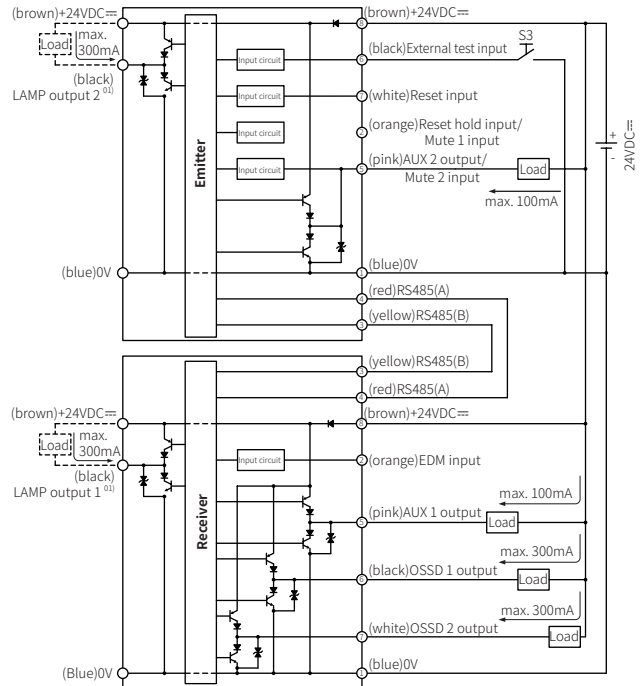 (brown)+24VDC⎓
(brown)+24VDC⎓
8
Load
max.
300mA
S3
(black)External test input
Input circuit
6
(black)
LAMP output 2 01)
Input circuit
7
(white)Reset input
Input circuit
2
(orange)Reset hold input/
Mute 1 input
+
-
24VDC⎓
Emitter
Input circuit
5
(pink)AUX 2 output/
Mute 2 input
Load
max. 100mA
(blue)0V
1
(blue)0V
4
(red)RS485(A)
3
(yellow)RS485(B)
3
(yellow)RS485(B)
4
(red)RS485(A)
(brown)+24VDC⎓
8
(brown)+24VDC⎓
Load
max.
300mA
Input circuit
2
(orange)EDM input
(black)
LAMP output 1 01)
Receiver
max. 100mA
5
(pink)AUX 1 output
Load
max. 300mA
6
(black)OSSD 1 output
Load
max. 300mA
7
(white)OSSD 2 output
Load
(Blue)0V
1
(blue)0V